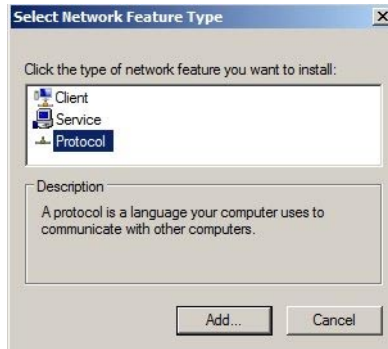 Select Network Feature Type
Click the type of network feature you want to install:
Client
Service
Protocol
Description
A protocol is a language your computer uses to
communicate with other computers.
Add...
Cancel